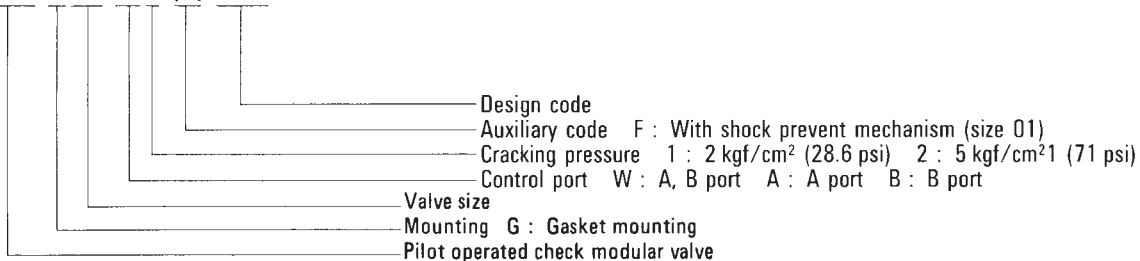 Design code
Auxiliary code F : With shock prevent mechanism (size 01)
Cracking pressure 1 : 2 kgf/cm² (28.6 psi) 2 : 5 kgf/cm²1 (71 psi)
Control port W : A, B port A : A port B : B port
Valve size
Mounting G : Gasket mounting
Pilot operated check modular valve